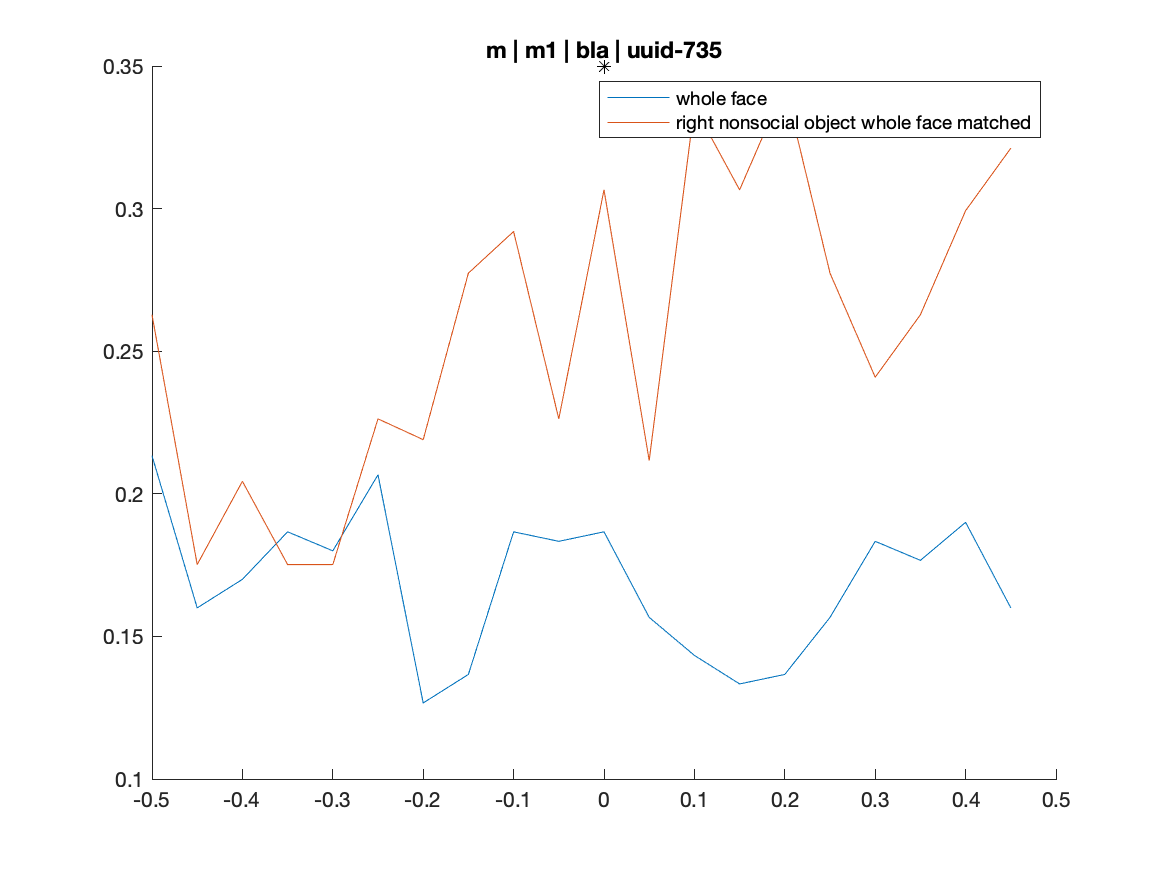 m | m1 | bla | uuid-735
0.35
whole face
right nonsocial object whole face matched
0.3
0.25
0.2
0.15
0.1
-0.5 -0.4 -0.3 -0.2 -0.1 0 0.1 0.2 0.3 0.4 0.5